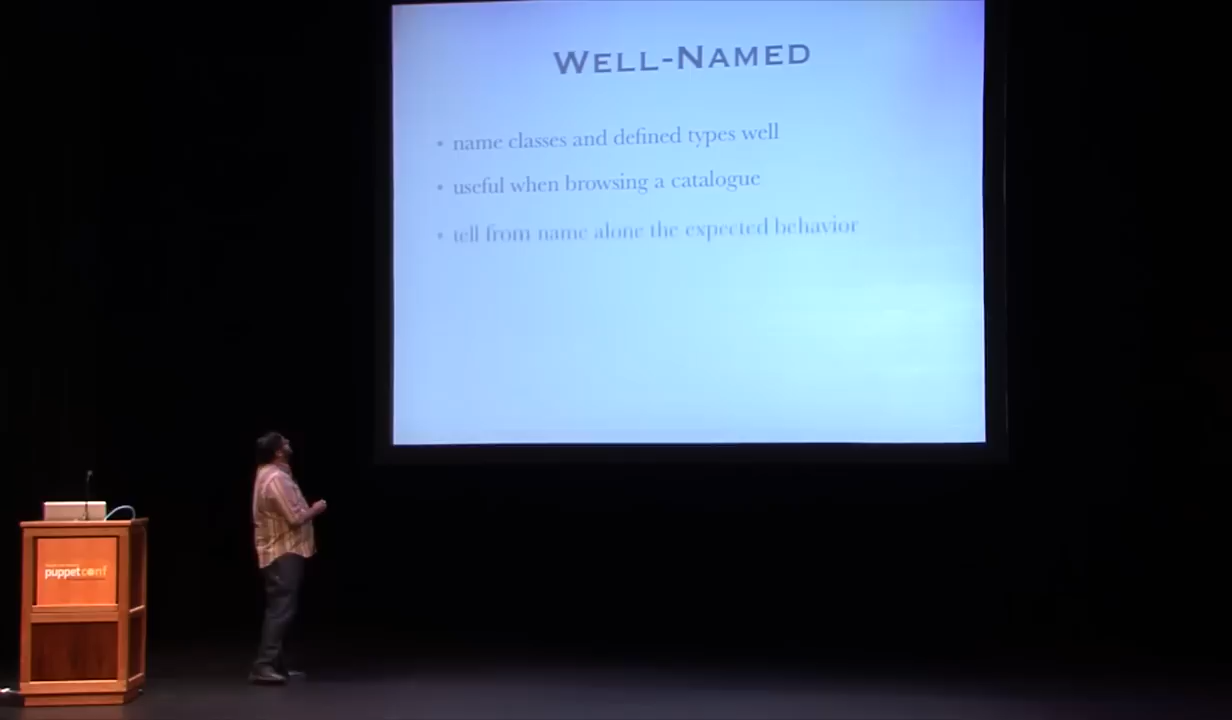 WELL-NAMED
• name classes and defined types well
• useful when browsing a catalogue
• tell from name alone the expected behavior
puppetconf